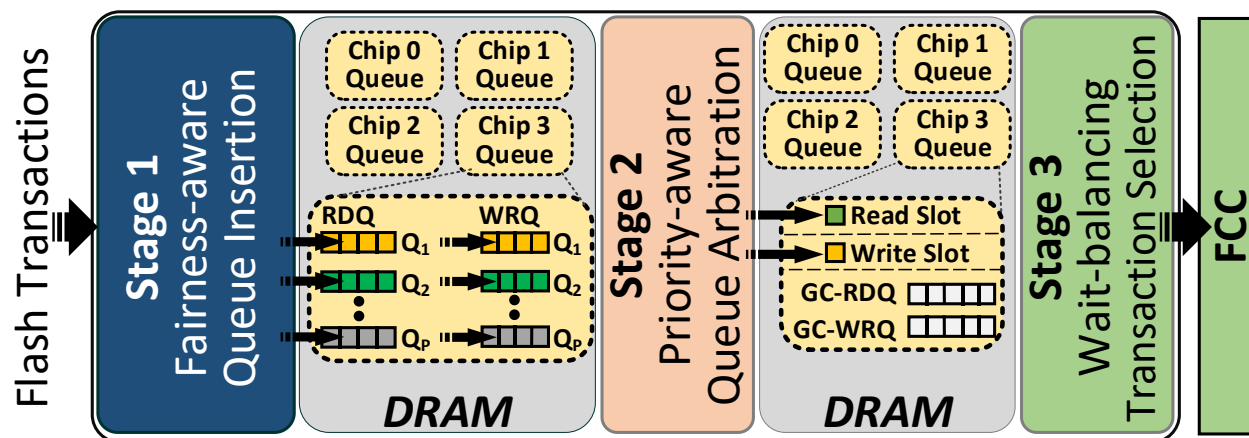 Flash Transactions
Stage 1
Fairness-aware
Queue Insertion
Chip 0
Queue
Chip 1
Queue
Chip 2
Queue
Chip 3
Queue
RDQ
WRQ
Q1
Q1
Q2
Q2
QP
QP
DRAM
Stage 2
Priority-aware
Queue Arbitration
Chip 0
Queue
Chip 1
Queue
Chip 2
Queue
Chip 3
Queue
Read Slot
Write Slot
GC-RDQ
GC-WRQ
DRAM
Stage 3
Wait-balancing
Transaction Selection
FCC